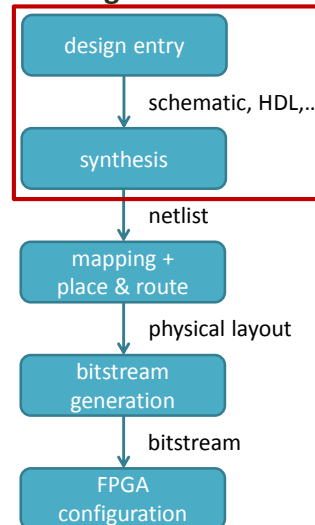 design entry
schematic, HDL,..
synthesis
netlist
mapping +
place & route
physical layout
bitstream
generation
bitstream
FPGA
configuration